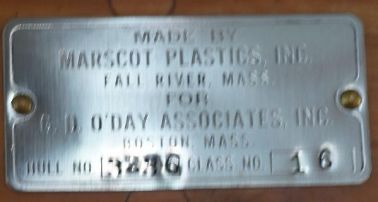 MADE BY
MARSCOT PLASTICS, INC.
FALL RIVER, MASS.
FOR
G. D. O'DAY ASSOCIATES, INC.
BOSTON, MASS.
HULL NO 3236 CLASS NO. 16